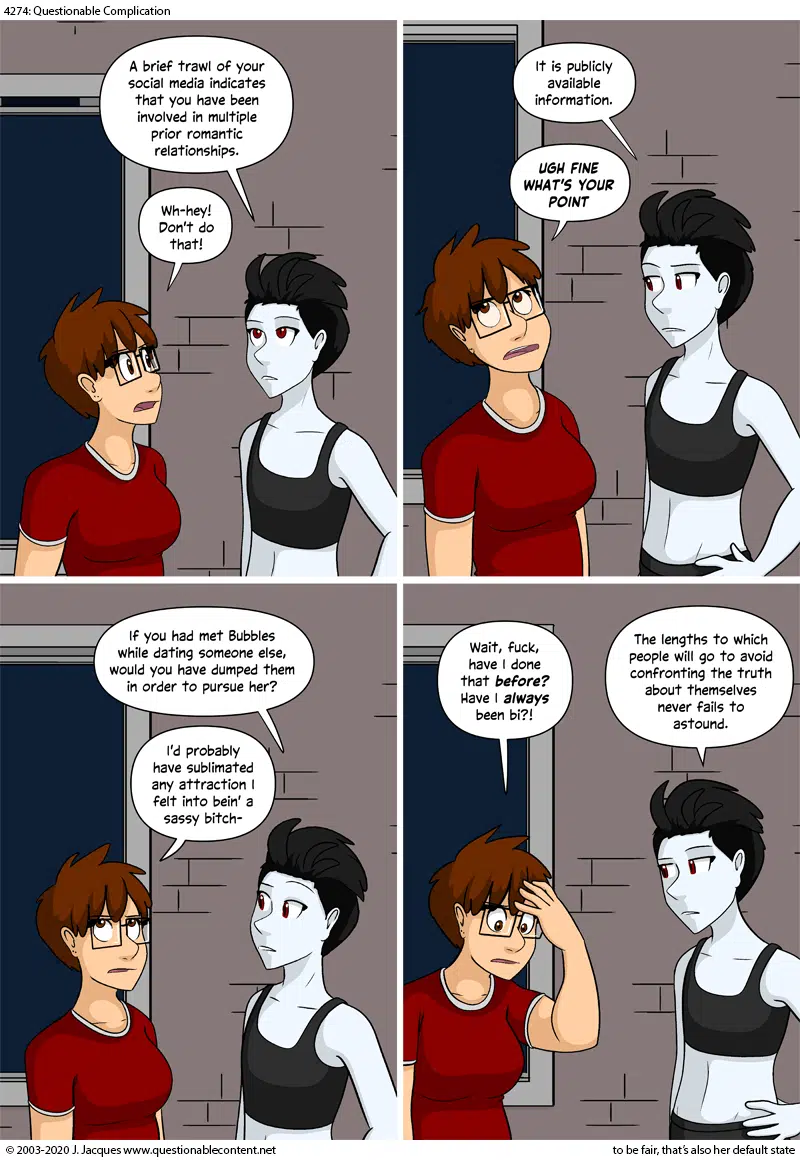 4274: Questionable Complication
A brief trawl of your
social media indicates
that you have been
involved in multiple
prior romantic
relationships.
Wh-hey!
Don't do
that!
It is publicly
available
information.
UGH FINE
WHAT'S YOUR
POINT
If you had met Bubbles
while dating someone else,
would you have dumped them
in order to pursue her?
I'd probably
have sublimated
any attraction I
felt into bein' a
sassy bitch-
Wait, fuck,
have I done
that before?
Have I always
been bi?!
The lengths to which
people will go to avoid
confronting the truth
about themselves
never fails to
astound.
© 2003-2020 J. Jacques www.questionablecontent.net
to be fair, that's also her default state